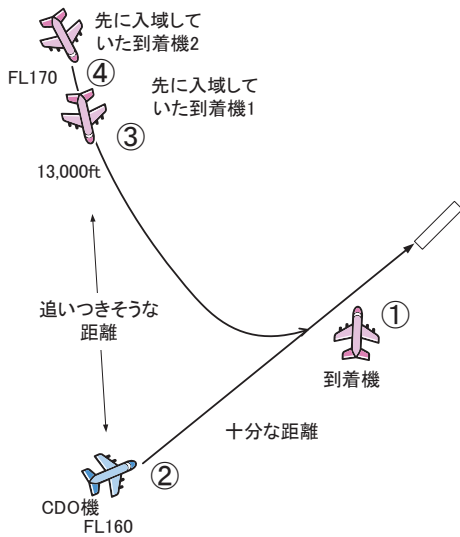 先に入域して
いた到着機2
FL170
④
先に入域して
いた到着機1
③
13,000ft
追いつきそうな
距離
①
到着機
十分な距離
②
CDO機
FL160